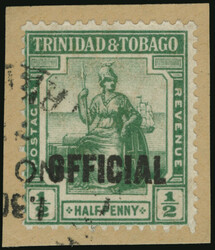 TRINIDAD & TOBAGO
POSTAGE
REVENUE
OFFICIAL
1/2
HALFPENNY
1/2